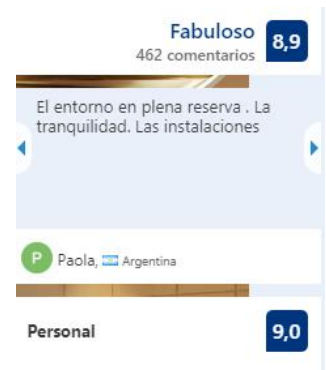 Fabuloso
462 comentarios
8,9
El entorno en plena reserva . La
tranquilidad. Las instalaciones
P
Paola, Argentina
Personal
9,0